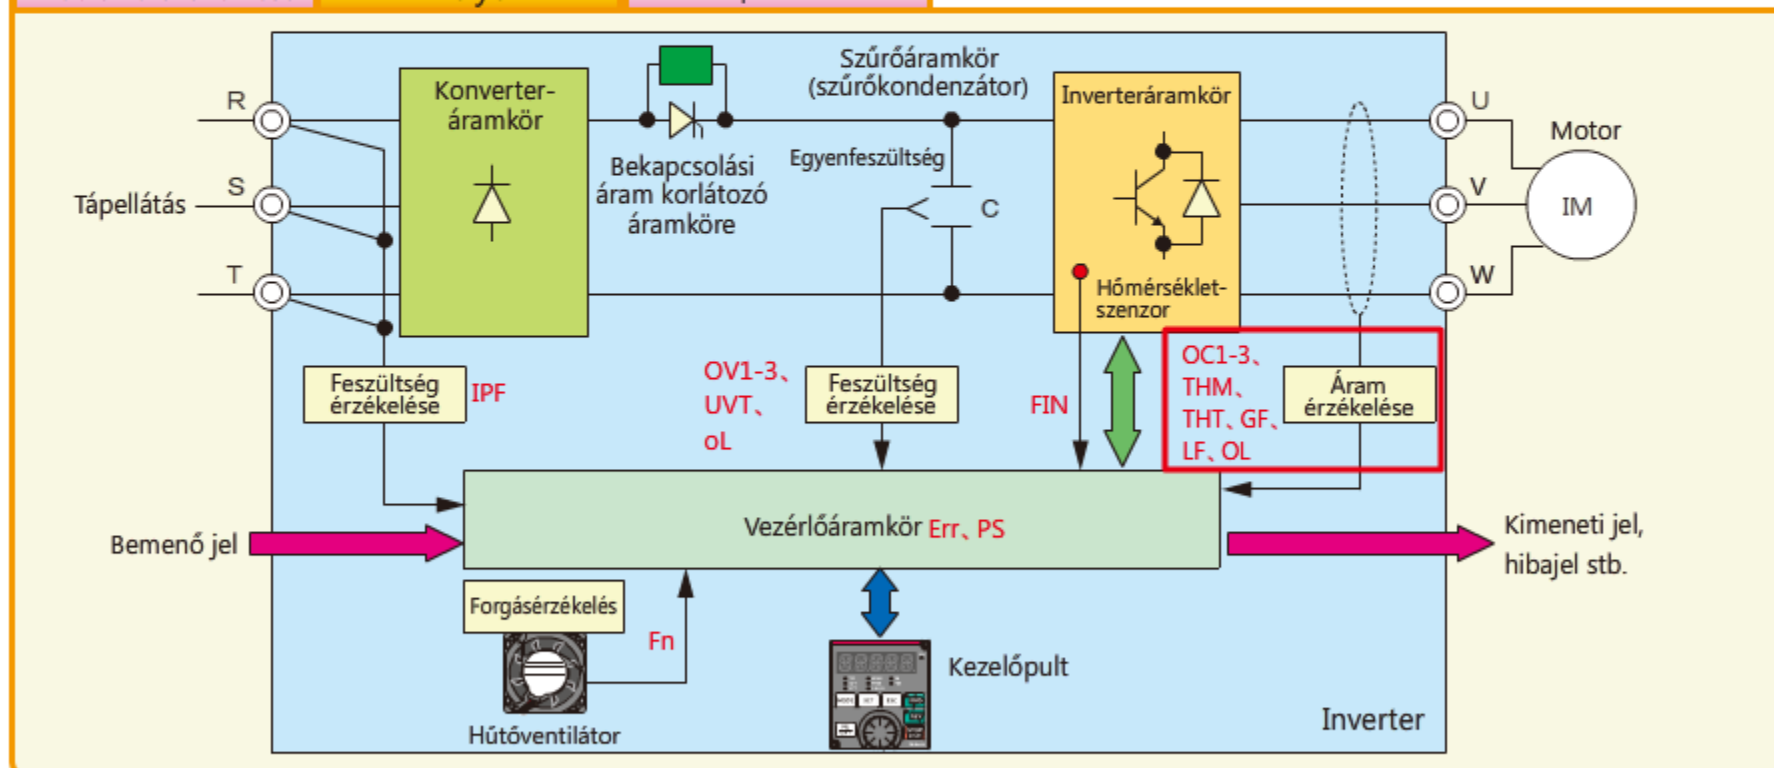 Szűrőáramkör
(szűrőkondenzátor)
Konverter-
áramkör
Inverteráramkör
R
U
Motor
Egyenfeszültség
Bekapcsolási
áram korlátozó
áramköre
Tápellátás
S
C
V
IM
T
W
Hőmérséklet-
szenzor
Feszültség
érzékelése
IPF
OV1-3、
UVT、
oL
Feszültség
érzékelése
FIN
OC1-3、
THM、
THT、GF、
LF、OL
Áram
érzékelése
Bemenő jel
Vezérlőáramkör Err、PS
Kimeneti jel,
hibajel stb.
Forgásérzékelés
Fn
Kezelőpult
Hűtőventilátor
Inverter